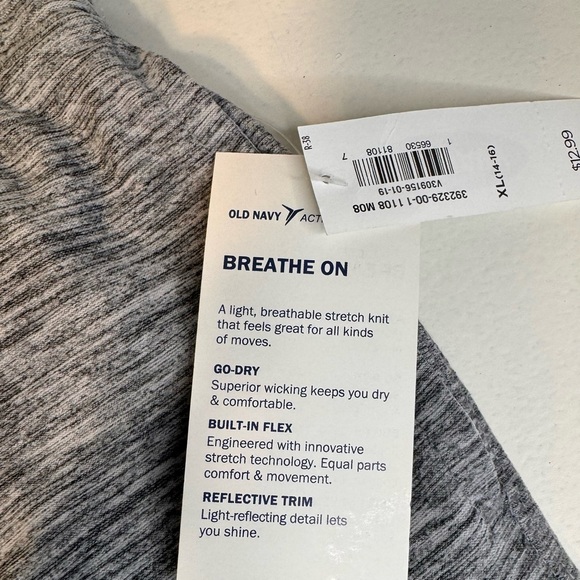 OLD NAVY ACT
BREATHE ON
A light, breathable stretch knit
that feels great for all kinds
of moves.
GO-DRY
Superior wicking keeps you dry
& comfortable.
BUILT-IN FLEX
Engineered with innovative
stretch technology. Equal parts
comfort & movement.
REFLECTIVE TRIM
Light-reflecting detail lets
you shine.
R-38
392329-00-1 1108 M08
V309156-01-19
1 66530 81108 7
XL(14-16)
$12.99